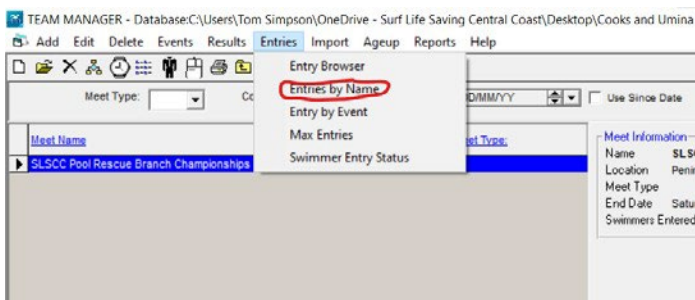 TEAM MANAGER - Database:C:\Users\Tom Simpson\OneDrive - Surf Life Saving Central Coast\Desktop\Cooks and Umina
Add Edit Delete Events Results Entries Import Ageup Reports Help
Entry Browser
Entries by Name
Entry by Event
Max Entries
Swimmer Entry Status
Meet Type:
D/MM/YY
Use Since Date
Meet Name
Type:
SLSCC Pool Rescue Branch Championships
Meet Information
Name SLS
Location Peni
Meet Type
End Date Satu
Swimmers Entered